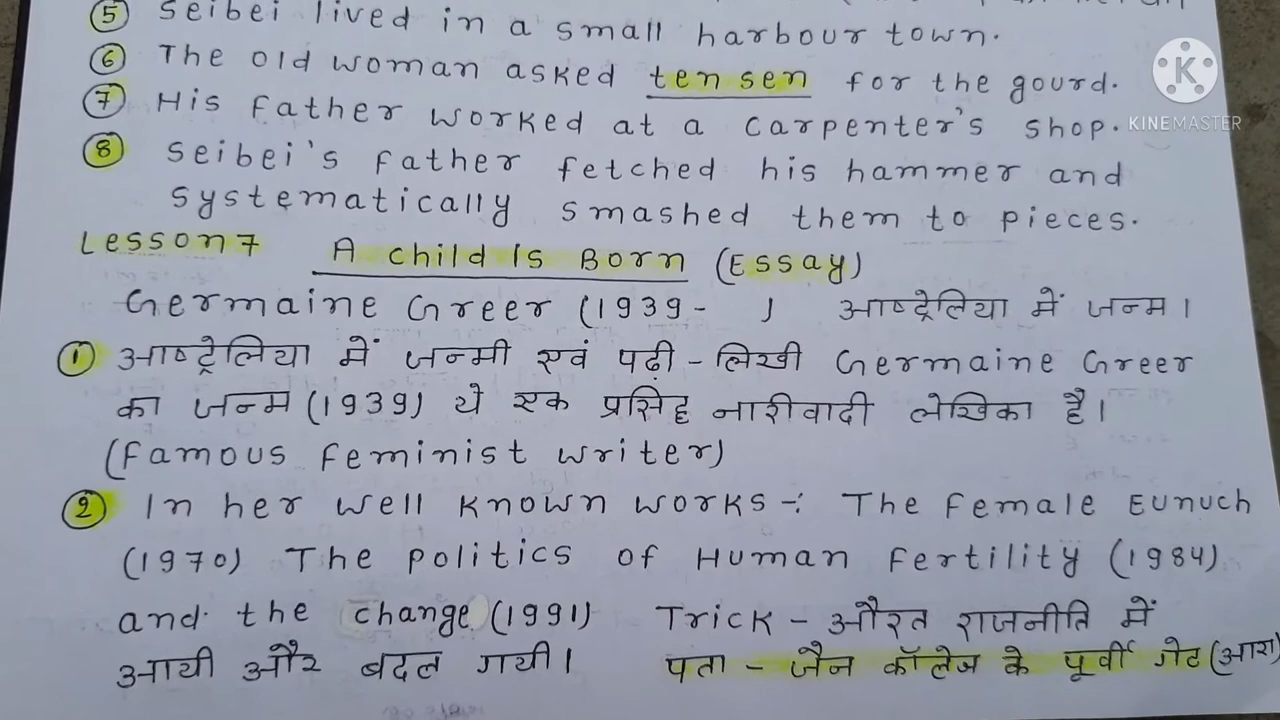 ⑤ Seibei lived in a small harbour town.
⑥ The old woman asked ten sen for the gourd.
⑦ His Father worked at a carpenter's shop.
KINEMASTER
⑧ Seibei's Father fetched his hammer and
systematically smashed them to pieces.
Lesson 7 A Child Is Born (Essay)
Germaine Greer (1939- ) आष्ट्रेलिया में जन्म।
① आष्ट्रेलिया में जन्मी एवं पढ़ी-लिखी Germaine Greer
का जन्म (1939) ये एक प्रसिद्ध नारीवादी लेखिका है।
(Famous Feminist writer)
② In her well known works-: The Female Eunuch
(1970) The Politics of Human Fertility (1984)
and the change (1991) Trick - औरत राजनीति में
आयी और बदल गयी। पता - जैन कॉलेज के पूर्वी गेट (आरा)